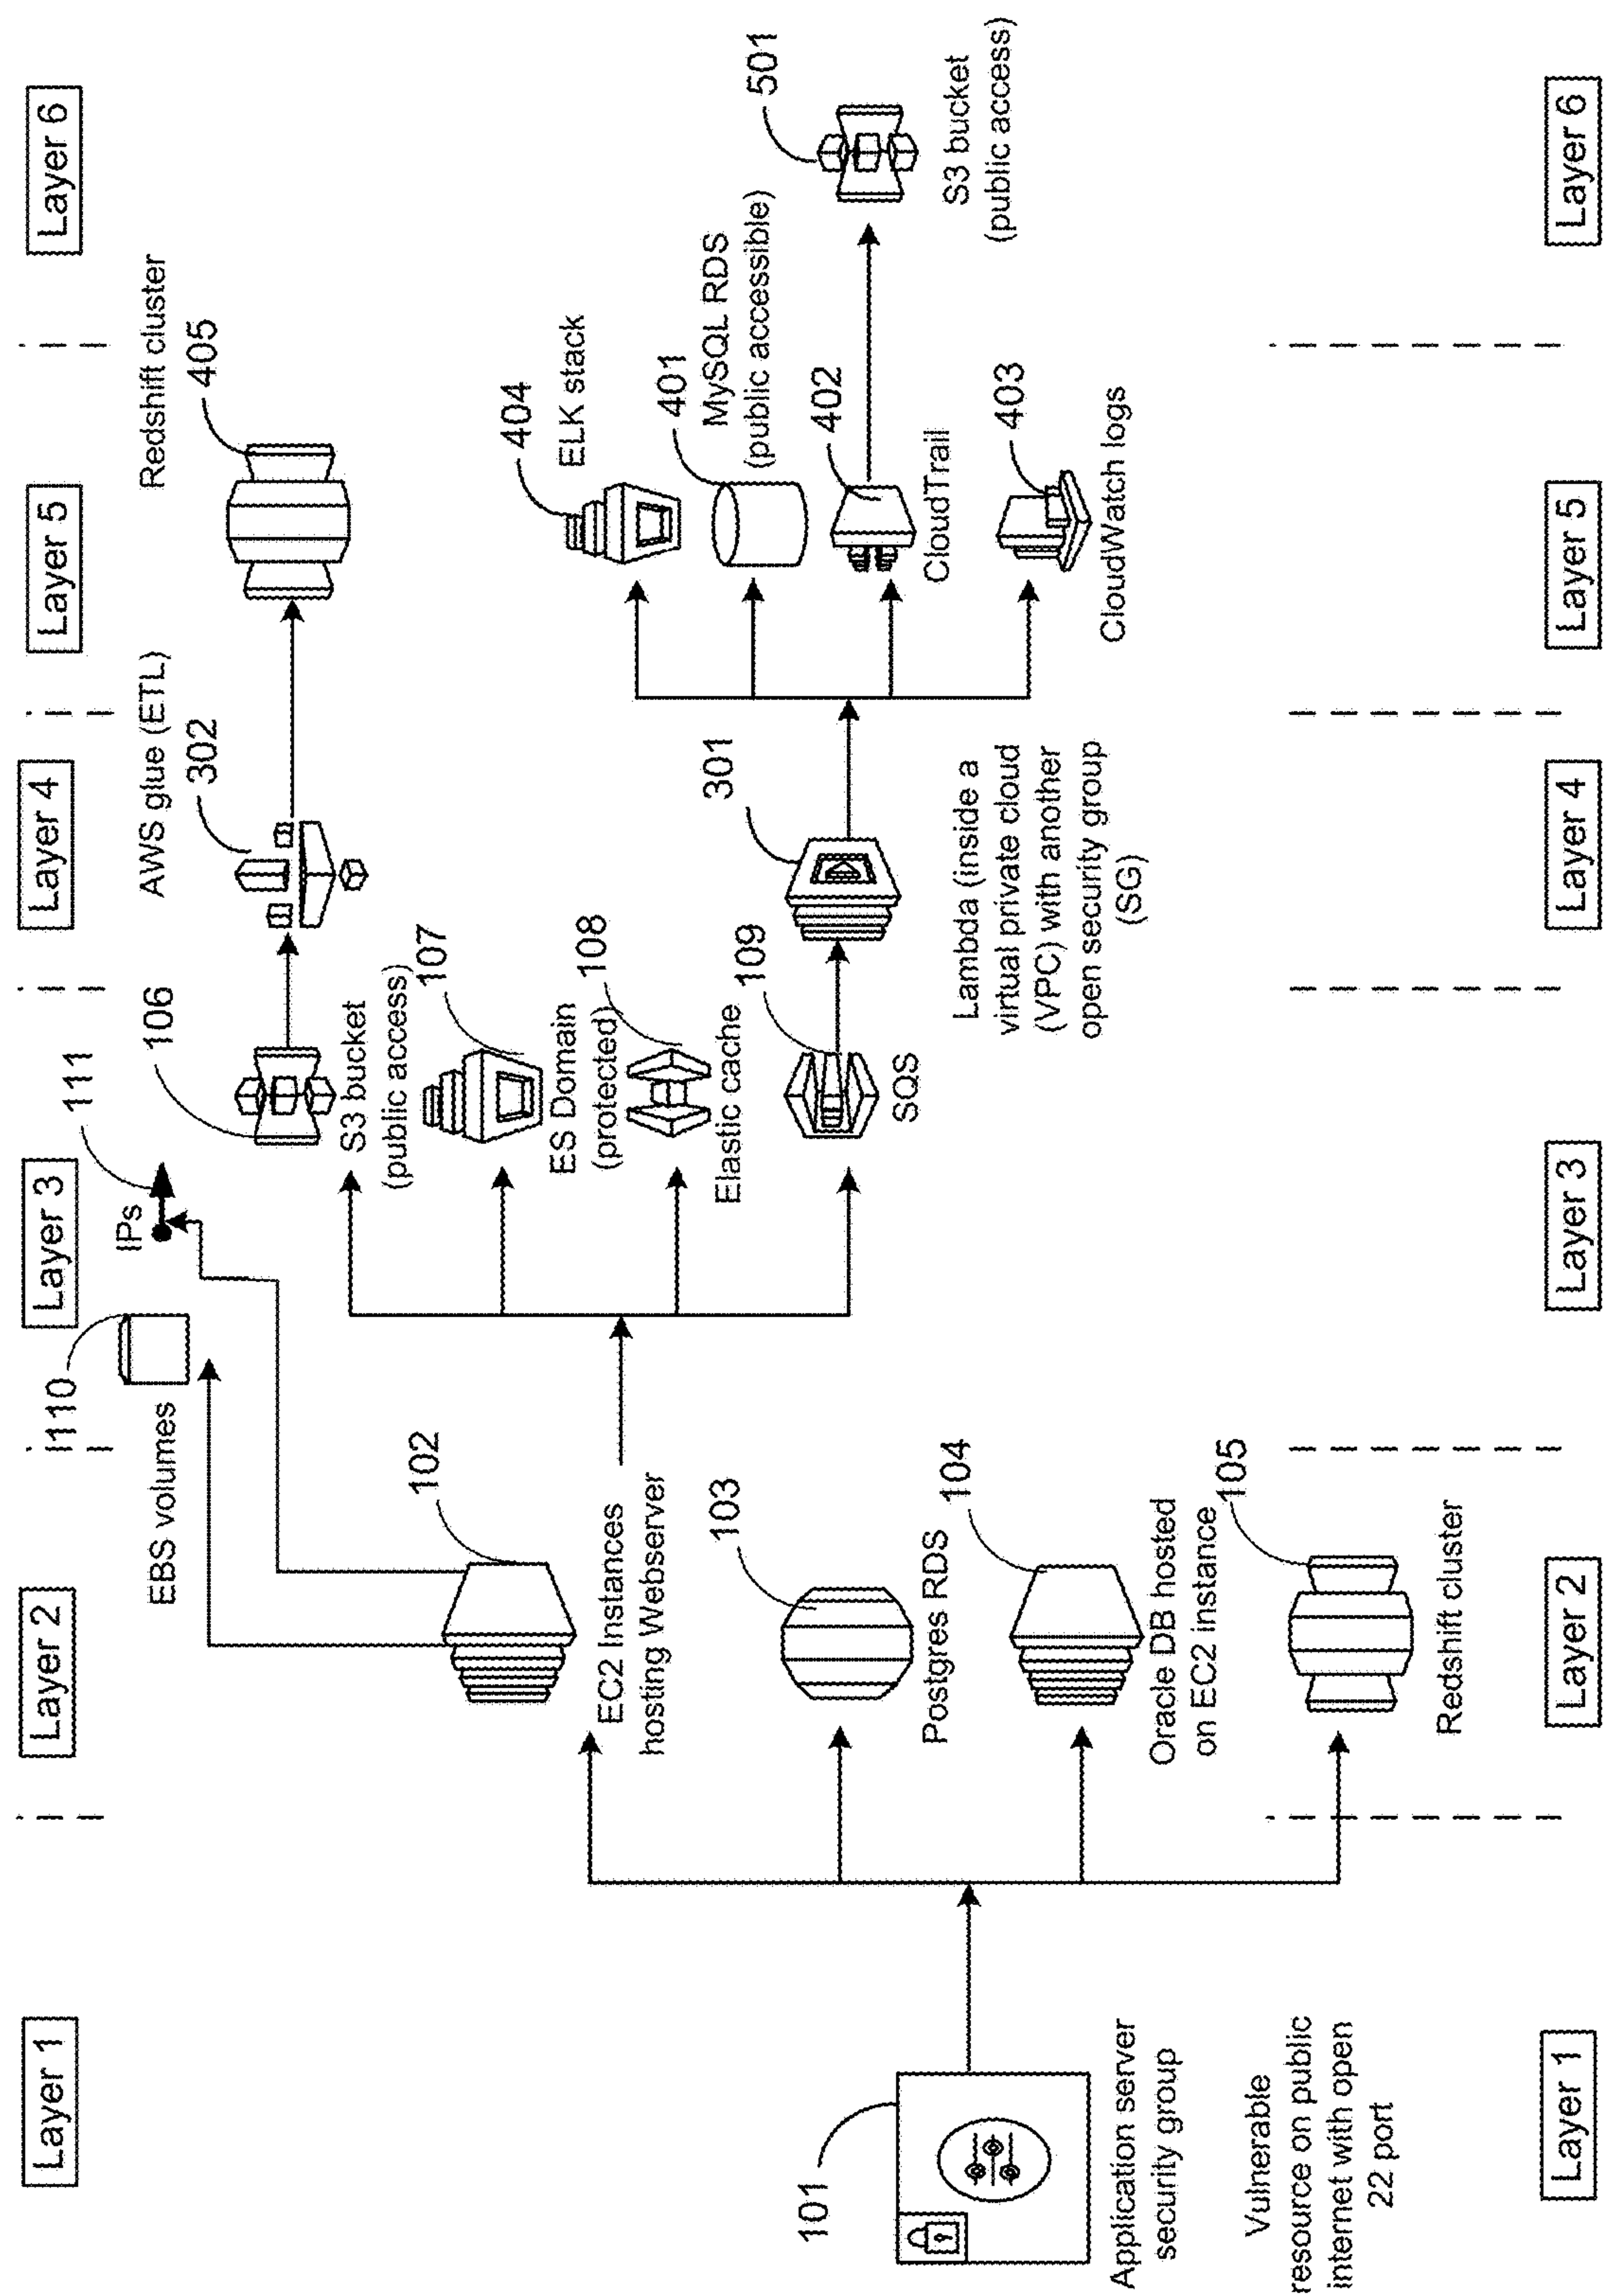 Layer 1
Layer 2
Layer 3
Layer 4
Layer 5
Layer 6
110
EBS volumes
111
IPs
106
S3 bucket
(public access)
AWS glue (ETL)
302
Redshift cluster
405
102
EC2 Instances
hosting Webserver
107
ES Domain
(protected)
108
Elastic cache
109
SQS
301
Lambda (inside a
virtual private cloud
(VPC) with another
open security group
(SG)
404
ELK stack
401
MySQL RDS
(public accessible)
402
CloudTrail
403
CloudWatch logs
501
S3 bucket
(public access)
103
Postgres RDS
104
Oracle DB hosted
on EC2 instance
105
Redshift cluster
101
Application server
security group
Vulnerable
resource on public
internet with open
22 port
Layer 1
Layer 2
Layer 3
Layer 4
Layer 5
Layer 6